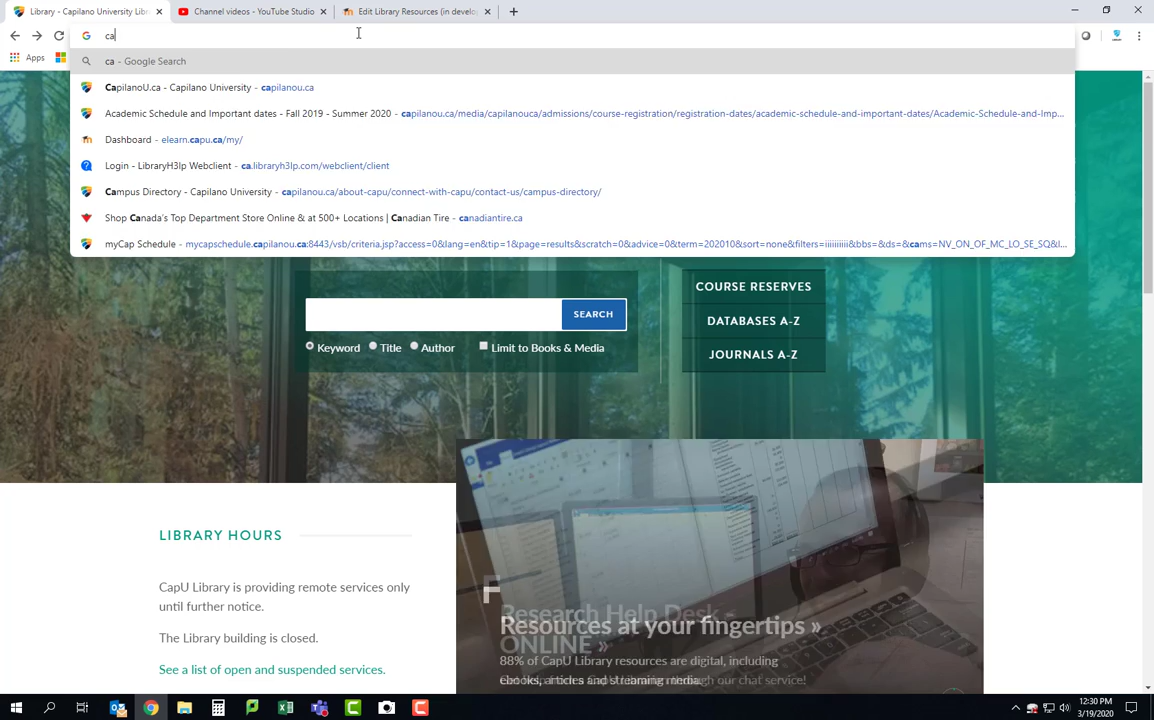 Library - Capilano University Libr
Channel videos - YouTube Studio
Edit Library Resources (in develop
ca
Apps
ca - Google Search
CapilanoU.ca - Capilano University - capilanou.ca
Academic Schedule and Important dates - Fall 2019 - Summer 2020 - capilanou.ca/media/capilanouca/admissions/course-registration/registration-dates/academic-schedule-and-important-dates/Academic-Schedule-and-Imp...
Dashboard - elearn.capu.ca/my/
Login - LibraryH3lp Webclient - ca.libraryh3lp.com/webclient/client
Campus Directory - Capilano University - capilanou.ca/about-capu/connect-with-capu/contact-us/campus-directory/
Shop Canada's Top Department Store Online & at 500+ Locations | Canadian Tire - canadiantire.ca
myCap Schedule - mycapschedule.capilanou.ca:8443/vsb/criteria.jsp?access=0&lang=en&tip=1&page=results&scratch=0&advice=0&term=202010&sort=none&filters=iiiiiiiiii&bbs=&ds=&cams=NV_ON_OF_MC_LO_SE_SQ&l...
SEARCH
Keyword Title Author Limit to Books & Media
COURSE RESERVES
DATABASES A-Z
JOURNALS A-Z
LIBRARY HOURS
CapU Library is providing remote services only
until further notice.
The Library building is closed.
See a list of open and suspended services.
Research Help Desk -
ONLINE »
Resources at your fingertips »
88% of CapU Library resources are digital, including
ebooks, articles and streaming media.
through our chat service!
12:30 PM
3/19/2020